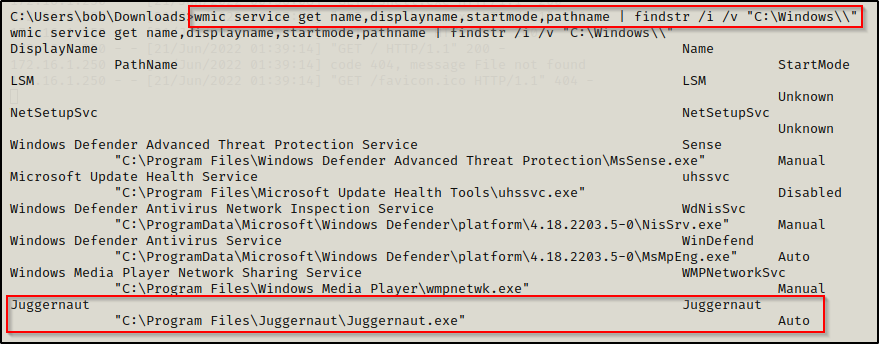 C:\Users\bob\Downloads>wmic service get name,displayname,startmode,pathname | findstr /i /v "C:\Windows\\"
wmic service get name,displayname,startmode,pathname | findstr /i /v "C:\Windows\\"
DisplayName Name
PathName StartMode
LSM LSM
Unknown
NetSetupSvc NetSetupSvc
Unknown
Windows Defender Advanced Threat Protection Service Sense
"C:\Program Files\Windows Defender Advanced Threat Protection\MsSense.exe" Manual
Microsoft Update Health Service uhssvc
"C:\Program Files\Microsoft Update Health Tools\uhssvc.exe" Disabled
Windows Defender Antivirus Network Inspection Service WdNisSvc
"C:\ProgramData\Microsoft\Windows Defender\platform\4.18.2203.5-0\NisSrv.exe" Manual
Windows Defender Antivirus Service WinDefend
"C:\ProgramData\Microsoft\Windows Defender\platform\4.18.2203.5-0\MsMpEng.exe" Auto
Windows Media Player Network Sharing Service WMPNetworkSvc
"C:\Program Files\Windows Media Player\wmpnetwk.exe" Manual
Juggernaut Juggernaut
"C:\Program Files\Juggernaut\Juggernaut.exe" Auto